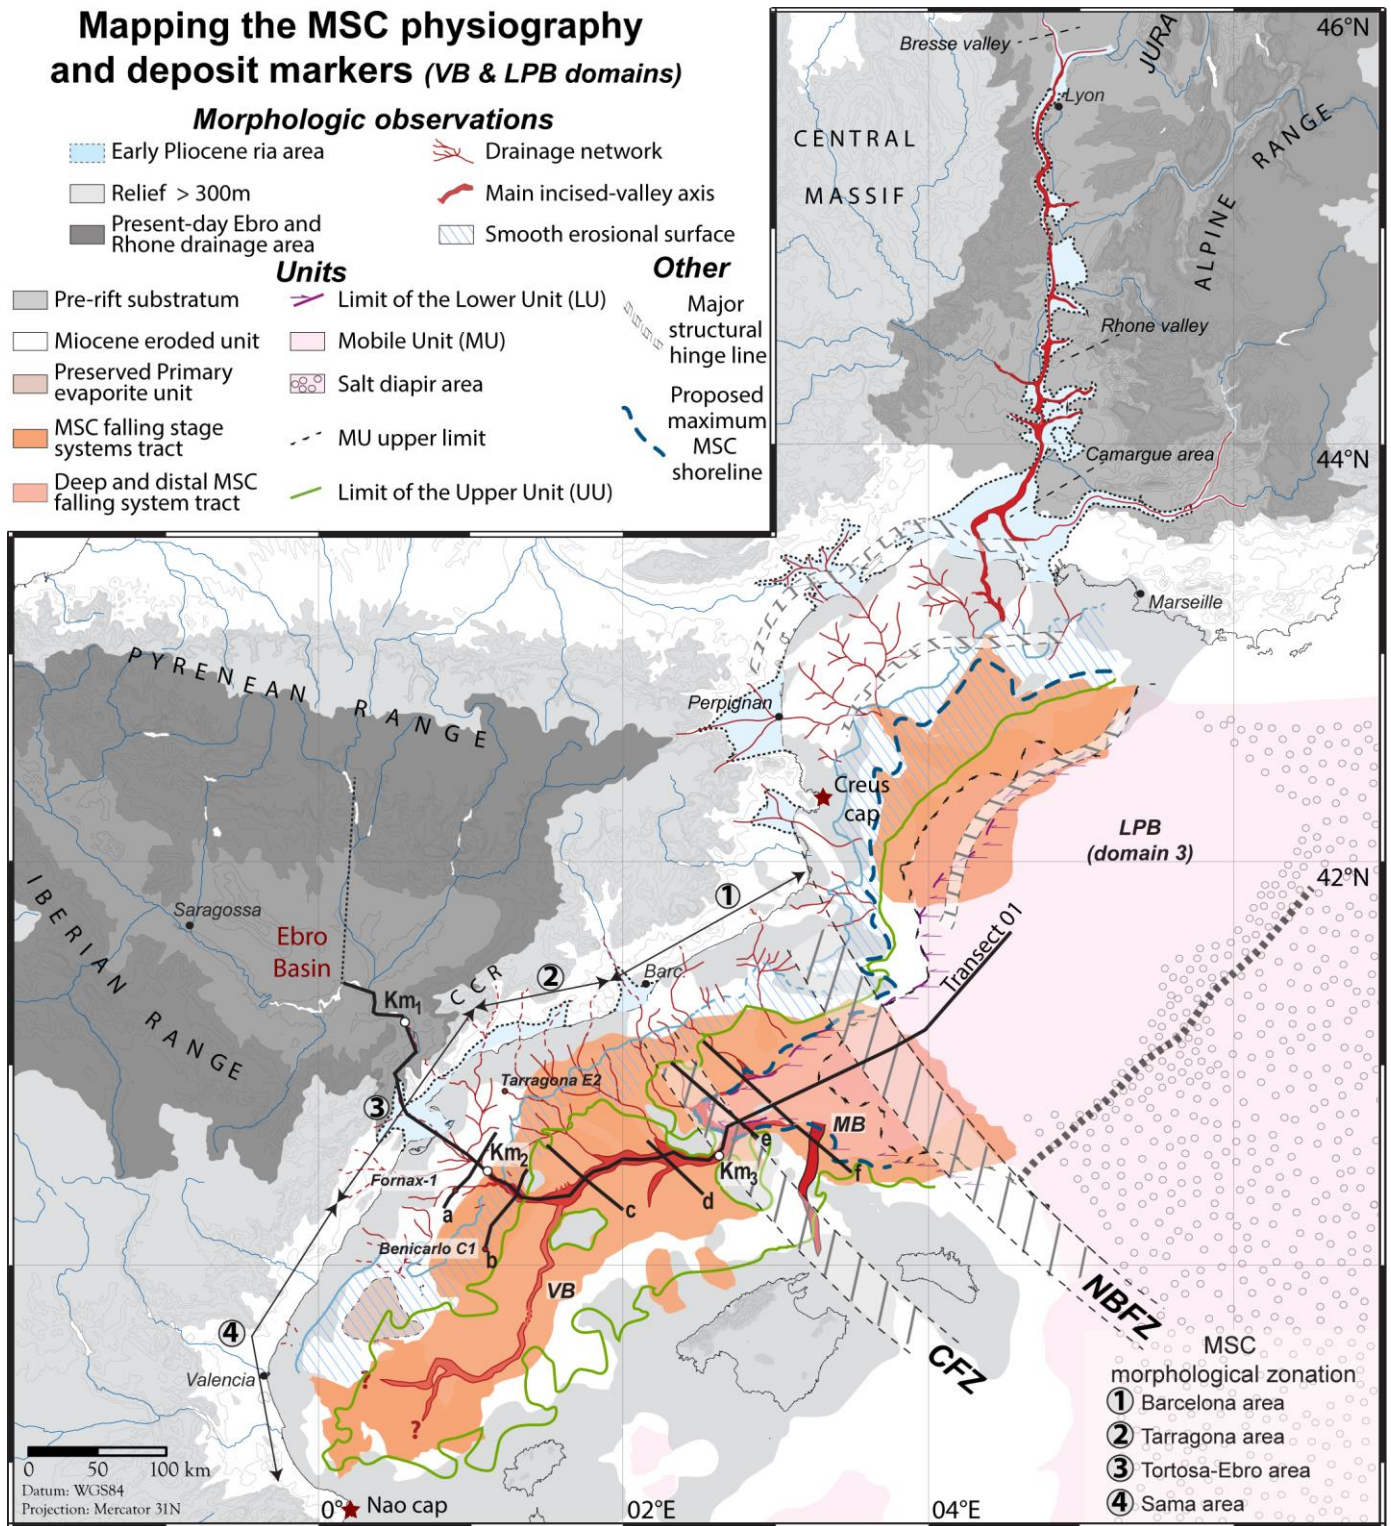 Mapping the MSC physiography
and deposit markers (VB & LPB domains)
Morphologic observations
Early Pliocene ria area
Relief > 300m
Present-day Ebro and
Rhone drainage area
Drainage network
Main incised-valley axis
Smooth erosional surface
Units
Pre-rift substratum
Miocene eroded unit
Preserved Primary
evaporite unit
MSC falling stage
systems tract
Deep and distal MSC
falling system tract
Limit of the Lower Unit (LU)
Mobile Unit (MU)
Salt diapir area
MU upper limit
Limit of the Upper Unit (UU)
Other
Major
structural
hinge line
Proposed
maximum
MSC
shoreline
Bresse valley
JURA
46°N
Lyon
CENTRAL
MASSIF
ALPINE
RANGE
Rhone valley
Camargue area
44°N
Marseille
PYRENEAN RANGE
Perpignan
Creus
cap
LPB
(domain 3)
42°N
IBERIAN RANGE
Saragossa
Ebro
Basin
Km1
CCR
1
2
Barc.
Transect 01
3
Tarragona E2
Fornax-1
Km2
Km3
MB
a
b
c
d
e
f
Benicarlo C1
VB
4
Valencia
?
?
NBFZ
CFZ
MSC
morphological zonation
1 Barcelona area
2 Tarragona area
3 Tortosa-Ebro area
4 Sama area
0 50 100 km
Datum: WGS84
Projection: Mercator 31N
0°
Nao cap
02°E
04°E